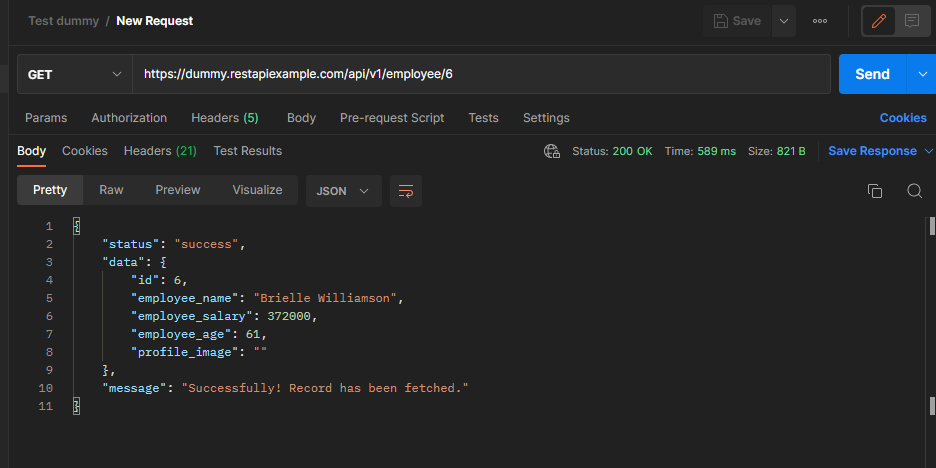 Test dummy / New Request
Save
GET
https://dummy.restapiexample.com/api/v1/employee/6
Send
Params Authorization Headers (5) Body Pre-request Script Tests Settings Cookies
Body Cookies Headers (21) Test Results Status: 200 OK Time: 589 ms Size: 821 B Save Response
Pretty Raw Preview Visualize JSON
1 {
2 "status": "success",
3 "data": {
4 "id": 6,
5 "employee_name": "Brielle Williamson",
6 "employee_salary": 372000,
7 "employee_age": 61,
8 "profile_image": ""
9 },
10 "message": "Successfully! Record has been fetched."
11 }